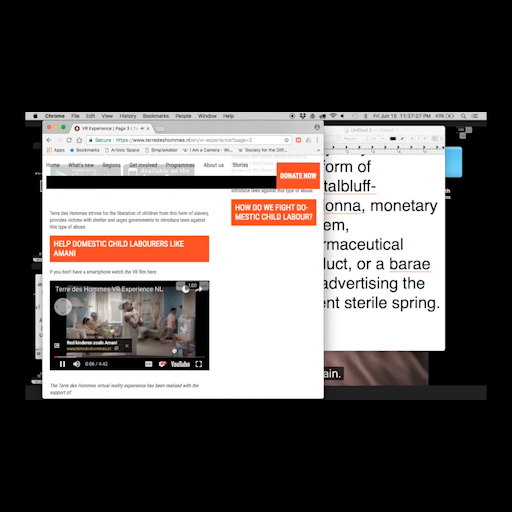 Chrome File Edit View History Bookmarks People Window Help
Fri Jun 15 11:37:27 PM
VR Experience | Page 3 | Te
Secure https://www.terredeshommes.nl/en/vr-experience?page=2
Apps Bookmarks Artists Space SimpleAdder W I Am a Camera - W Society for the Diff
Untitled 2
Home What's new Regions Get involved Programmes About us Stories
DONATE NOW
introduce laws against this type of abuse.
HOW DO WE FIGHT DO-
MESTIC CHILD LABOUR?
Terre des Hommes strives for the liberation of children from this form of slavery,
provides victims with shelter and urges governments to introduce laws against
this type of abuse.
HELP DOMESTIC CHILD LABOURERS LIKE
AMANI
If you don't have a smartphone watch the VR film here:
Terre des Hommes VR Experience NL
Red kinderen zoals Amani
www.terredeshommes.nl
0:06 / 4:42
YouTube
The Terre des Hommes virtual reality experience has been realised with the
support of:
form of
talbluff-
onna, monetary
em,
rmaceutical
duct, or a barae
advertising the
ent sterile spring.
ain.